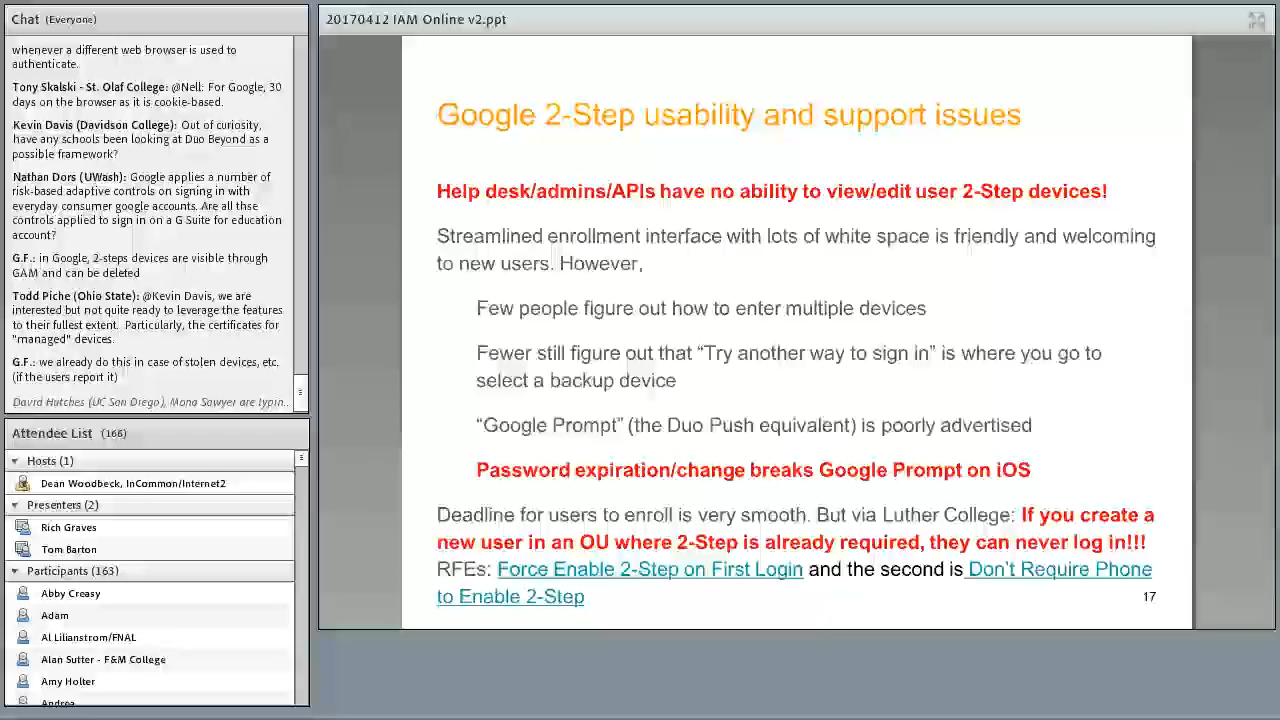 Chat (Everyone)
whenever a different web browser is used to
authenticate.
Tony Skalski - St. Olaf College: @Nell: For Google, 30
days on the browser as it is cookie-based.
Kevin Davis (Davidson College): Out of curiosity,
have any schools been looking at Duo Beyond as a
possible framework?
Nathan Dors (UWash): Google applies a number of
risk-based adaptive controls on signing in with
everyday consumer google accounts. Are all thse
controls applied to sign in on a G Suite for education
account?
G.F.: in Google, 2-steps devices are visible through
GAM and can be deleted
Todd Piche (Ohio State): @Kevin Davis, we are
interested but not quite ready to leverage the features
to their fullest extent. Particularly, the certificates for
"managed" devices.
G.F.: we already do this in case of stolen devices, etc.
(if the users report it)
David Hutches (UC San Diego), Mona Sawyer are typin...
Attendee List (166)
Hosts (1)
Dean Woodbeck, InCommon/Internet2
Presenters (2)
Rich Graves
Tom Barton
Participants (163)
Abby Creasy
Adam
Al Lilianstrom/FNAL
Alan Sutter - F&M College
Amy Holter
Andrea
20170412 IAM Online v2.ppt
Google 2-Step usability and support issues
Help desk/admins/APIs have no ability to view/edit user 2-Step devices!
Streamlined enrollment interface with lots of white space is friendly and welcoming
to new users. However,
Few people figure out how to enter multiple devices
Fewer still figure out that “Try another way to sign in” is where you go to
select a backup device
“Google Prompt” (the Duo Push equivalent) is poorly advertised
Password expiration/change breaks Google Prompt on iOS
Deadline for users to enroll is very smooth. But via Luther College: If you create a
new user in an OU where 2-Step is already required, they can never log in!!!
RFEs: Force Enable 2-Step on First Login and the second is Don’t Require Phone
to Enable 2-Step
17